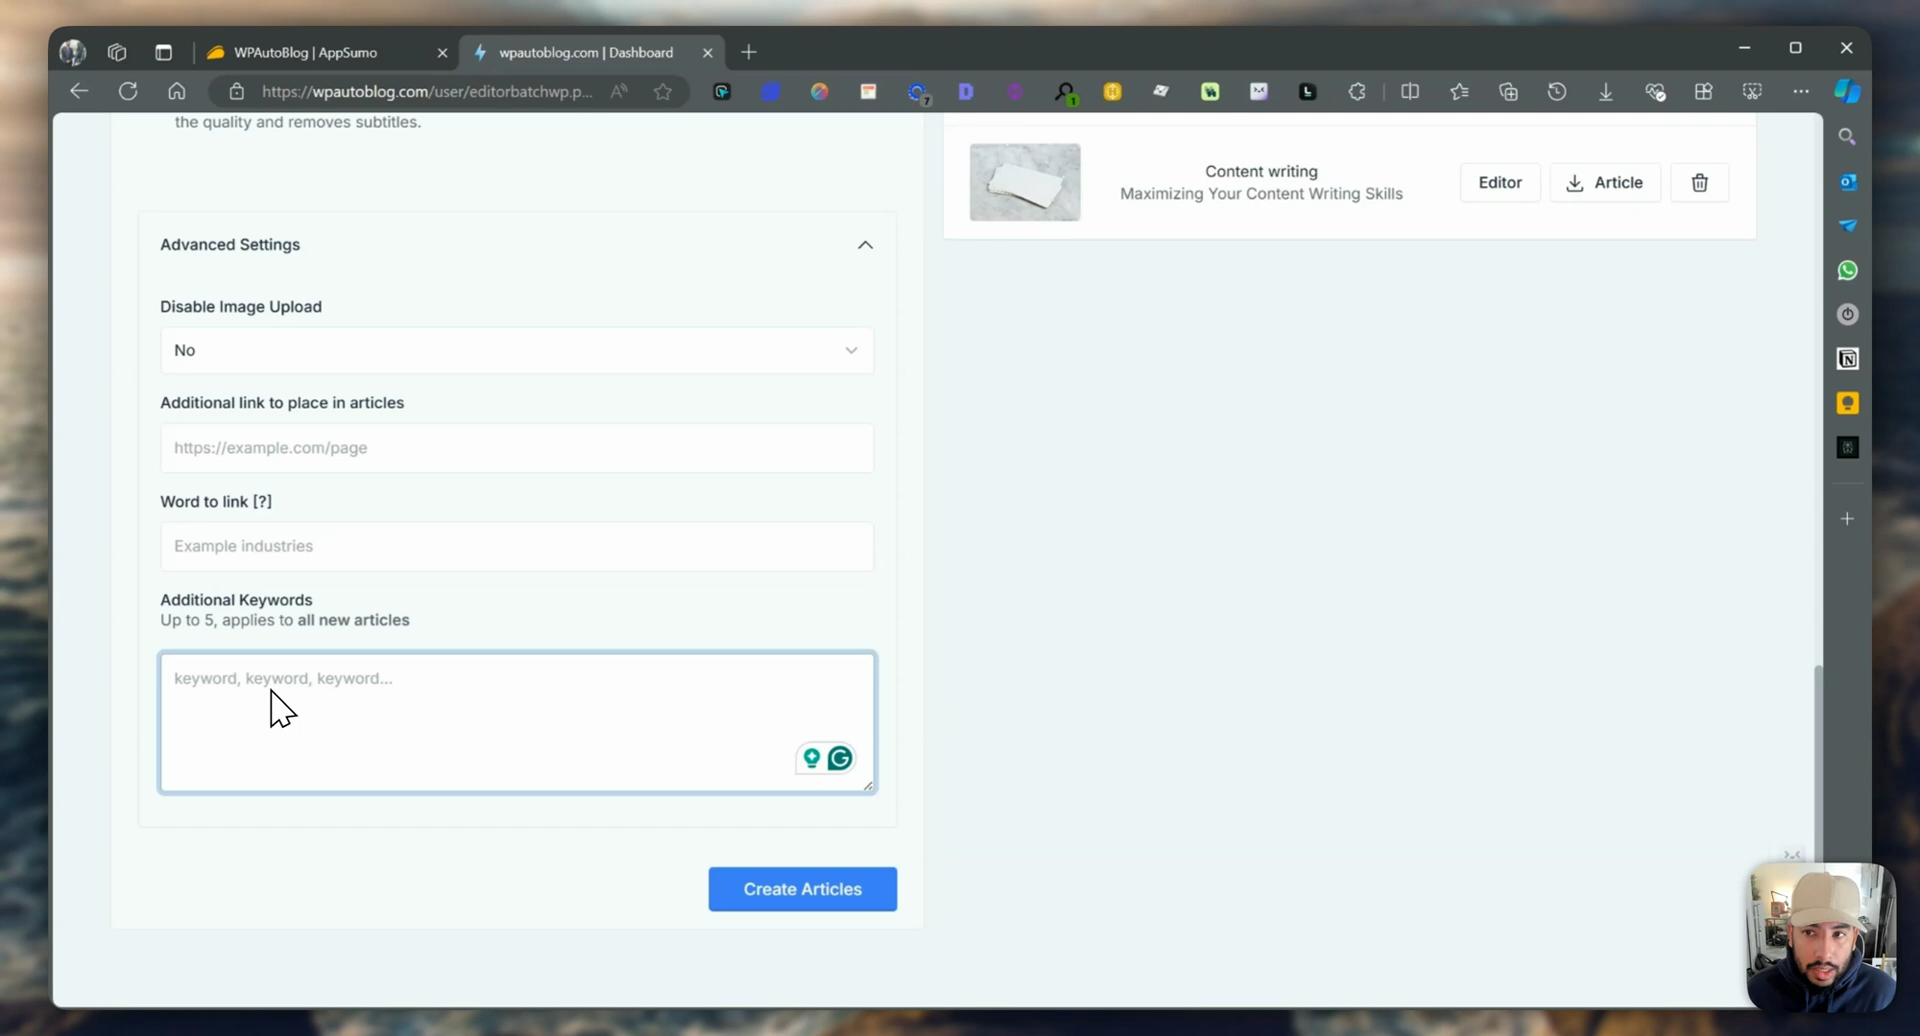 WPAutoBlog | AppSumo
wpautoblog.com | Dashboard
https://wpautoblog.com/user/editorbatchwp.p...
the quality and removes subtitles.
Content writing
Maximizing Your Content Writing Skills
Editor
Article
Advanced Settings
Disable Image Upload
No
Additional link to place in articles
https://example.com/page
Word to link [?]
Example industries
Additional Keywords
Up to 5, applies to all new articles
keyword, keyword, keyword...
Create Articles